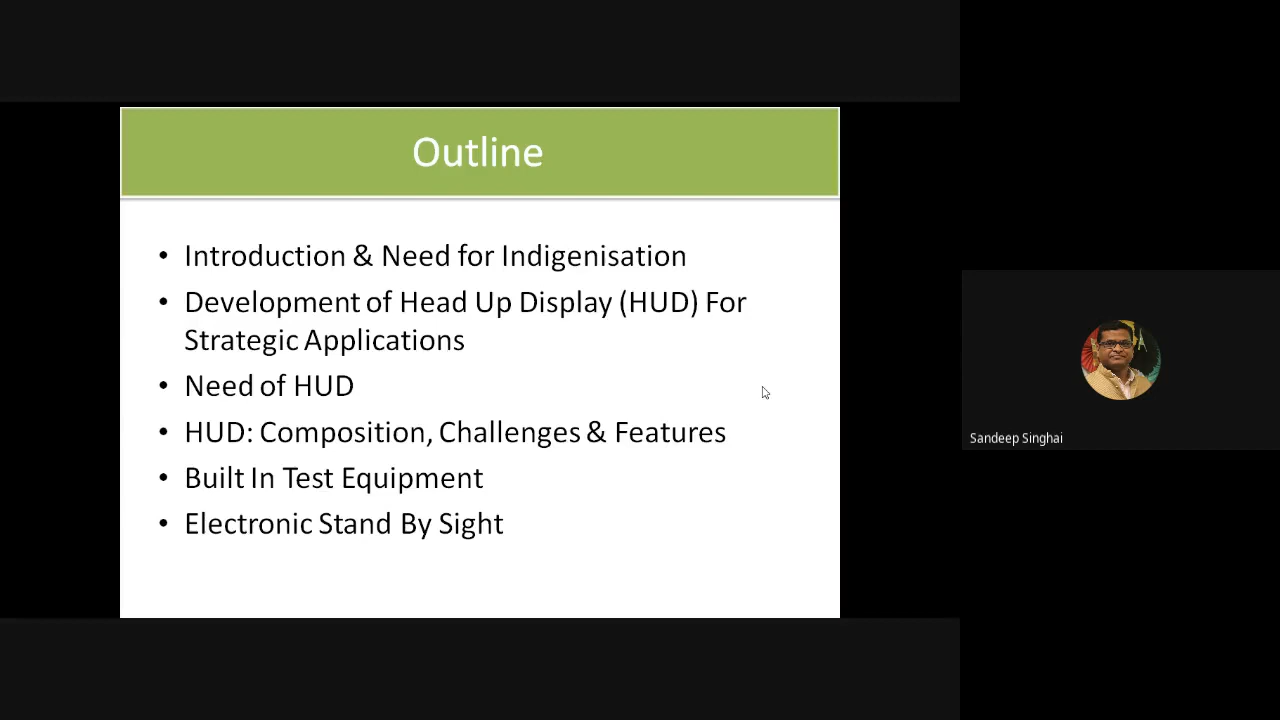 Outline
• Introduction & Need for Indigenisation
• Development of Head Up Display (HUD) For
Strategic Applications
• Need of HUD
• HUD: Composition, Challenges & Features
• Built In Test Equipment
• Electronic Stand By Sight
Sandeep Singhai